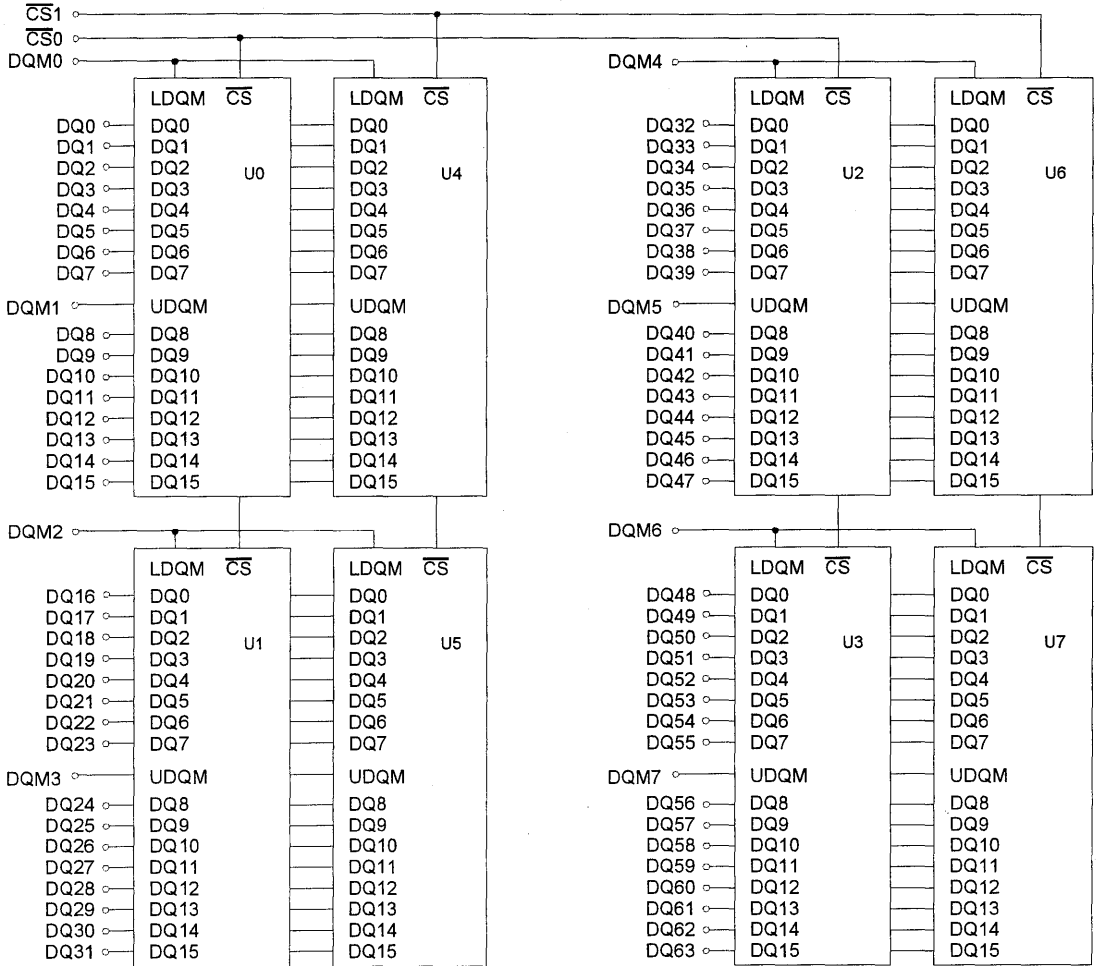 CS1
CS0
DQM0
LDQM CS
DQ0 DQ0
DQ1 DQ1
DQ2 DQ2
DQ3 DQ3
DQ4 DQ4
DQ5 DQ5
DQ6 DQ6
DQ7 DQ7
U0
DQM1 UDQM
DQ8 DQ8
DQ9 DQ9
DQ10 DQ10
DQ11 DQ11
DQ12 DQ12
DQ13 DQ13
DQ14 DQ14
DQ15 DQ15
LDQM CS
DQ0
DQ1
DQ2
DQ3
DQ4
DQ5
DQ6
DQ7
U4
UDQM
DQ8
DQ9
DQ10
DQ11
DQ12
DQ13
DQ14
DQ15
DQM4
LDQM CS
DQ32 DQ0
DQ33 DQ1
DQ34 DQ2
DQ35 DQ3
DQ36 DQ4
DQ37 DQ5
DQ38 DQ6
DQ39 DQ7
U2
DQM5 UDQM
DQ40 DQ8
DQ41 DQ9
DQ42 DQ10
DQ43 DQ11
DQ44 DQ12
DQ45 DQ13
DQ46 DQ14
DQ47 DQ15
LDQM CS
DQ0
DQ1
DQ2
DQ3
DQ4
DQ5
DQ6
DQ7
U6
UDQM
DQ8
DQ9
DQ10
DQ11
DQ12
DQ13
DQ14
DQ15
DQM2
LDQM CS
DQ16 DQ0
DQ17 DQ1
DQ18 DQ2
DQ19 DQ3
DQ20 DQ4
DQ21 DQ5
DQ22 DQ6
DQ23 DQ7
U1
DQM3 UDQM
DQ24 DQ8
DQ25 DQ9
DQ26 DQ10
DQ27 DQ11
DQ28 DQ12
DQ29 DQ13
DQ30 DQ14
DQ31 DQ15
LDQM CS
DQ0
DQ1
DQ2
DQ3
DQ4
DQ5
DQ6
DQ7
U5
UDQM
DQ8
DQ9
DQ10
DQ11
DQ12
DQ13
DQ14
DQ15
DQM6
LDQM CS
DQ48 DQ0
DQ49 DQ1
DQ50 DQ2
DQ51 DQ3
DQ52 DQ4
DQ53 DQ5
DQ54 DQ6
DQ55 DQ7
U3
DQM7 UDQM
DQ56 DQ8
DQ57 DQ9
DQ58 DQ10
DQ59 DQ11
DQ60 DQ12
DQ61 DQ13
DQ62 DQ14
DQ63 DQ15
LDQM CS
DQ0
DQ1
DQ2
DQ3
DQ4
DQ5
DQ6
DQ7
U7
UDQM
DQ8
DQ9
DQ10
DQ11
DQ12
DQ13
DQ14
DQ15